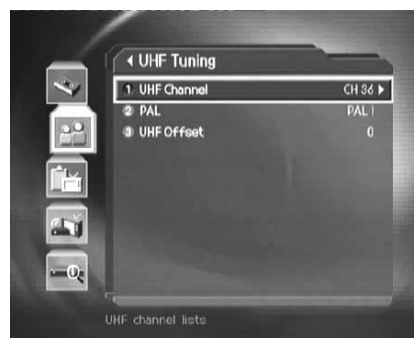 UHF Tuning
1 UHF Channel CH 36
2 PAL PAL I
3 UHF Offset 0
UHF channel lists